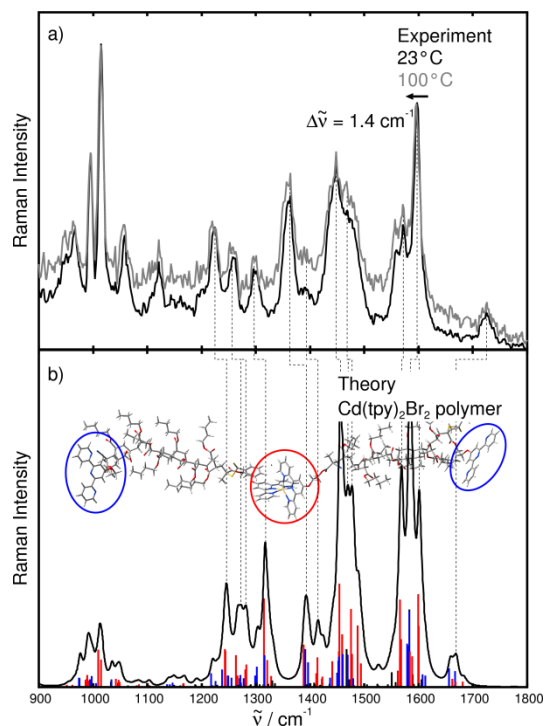 a)
Experiment
23°C
100°C
Δṽ = 1.4 cm⁻¹
Raman Intensity
b)
Theory
Cd(tpy)₂Br₂ polymer
Raman Intensity
900 1000 1100 1200 1300 1400 1500 1600 1700 1800
ṽ / cm⁻¹